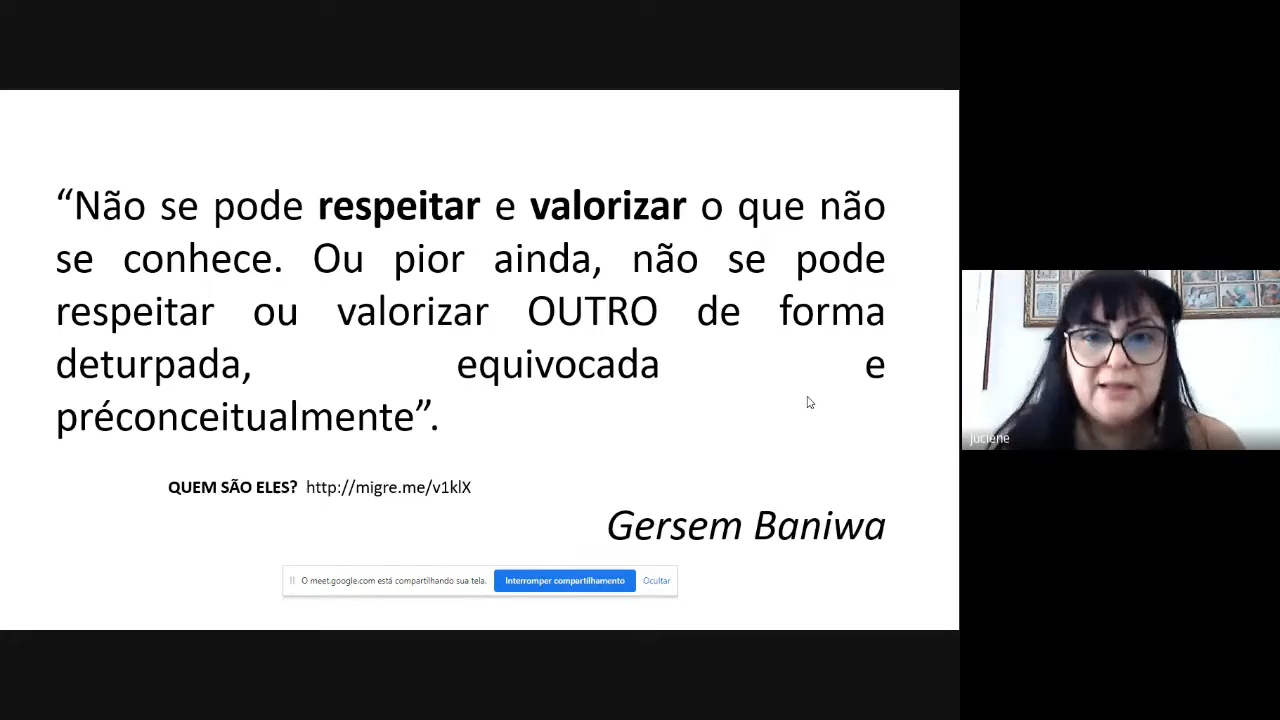 “Não se pode respeitar e valorizar o que não
se conhece. Ou pior ainda, não se pode
respeitar ou valorizar OUTRO de forma
deturpada, equivocada e
préconceitualmente”.
QUEM SÃO ELES? http://migre.me/v1klX
Gersem Baniwa
O meet.google.com está compartilhando sua tela. Interromper compartilhamento Ocultar
Juciene